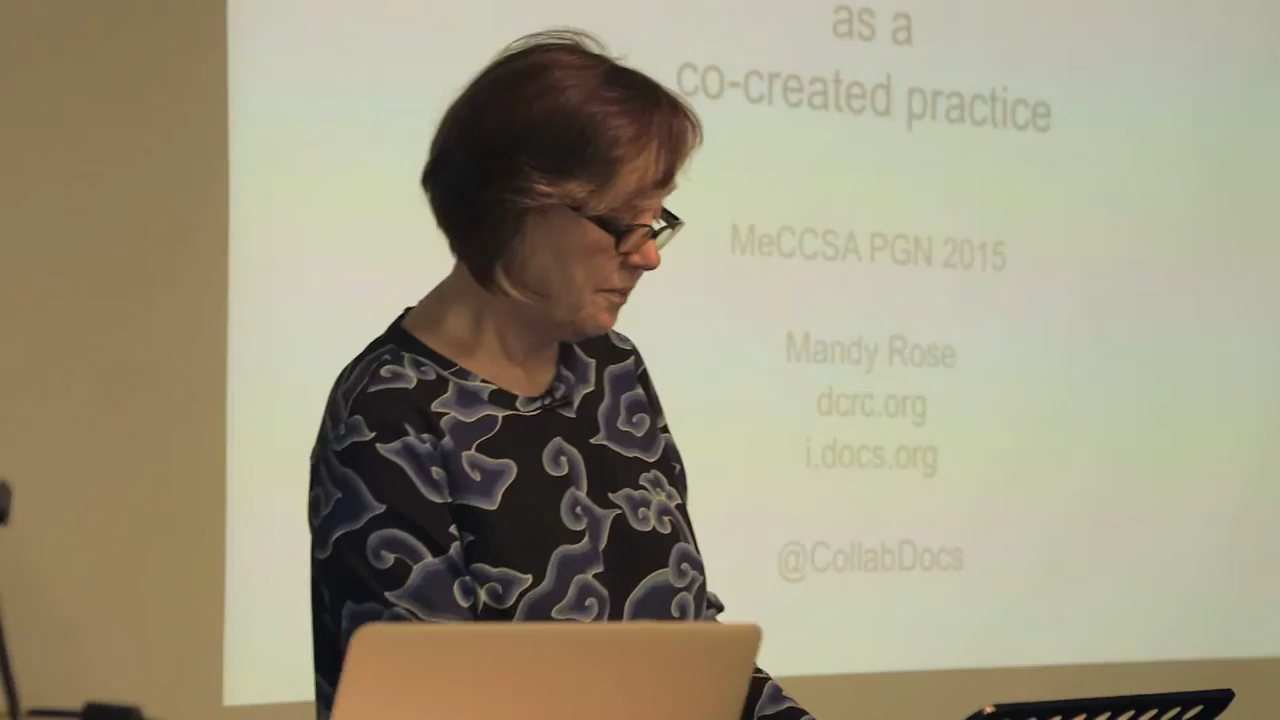 as a
co-created practice
MeCCSA PGN 2015
Mandy Rose
dcrc.org
i.docs.org
@CollabDocs